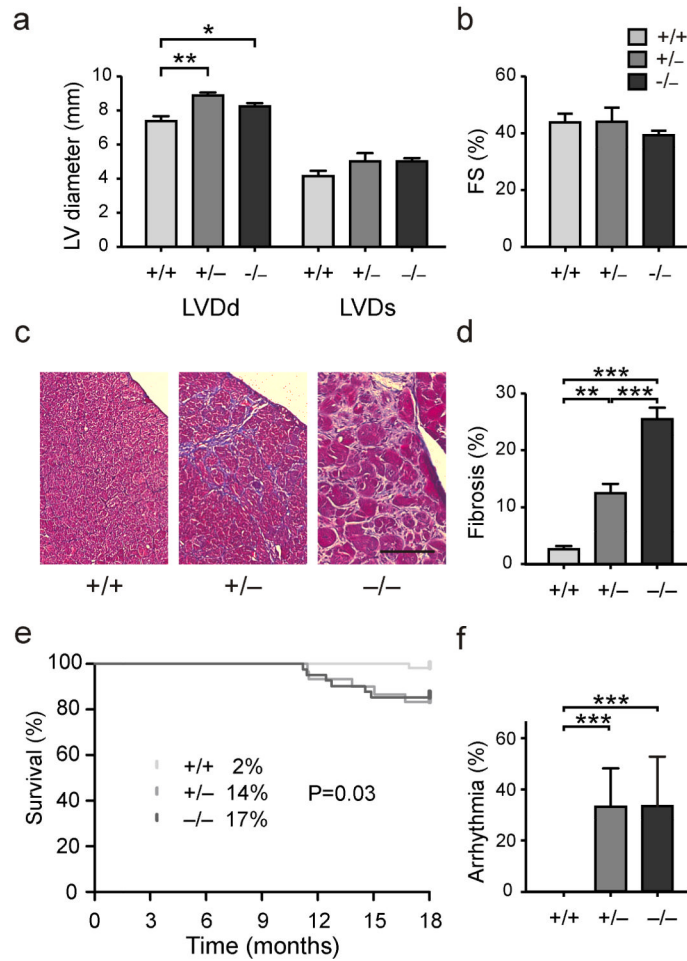 a
LV diameter (mm)
10
8
6
4
2
0
*
**
+/+ +/– -/– +/+ +/– –/–
LVDd LVDs
b
+/+
+/–
-/–
FS (%)
60
40
20
0
+/+ +/– -/–
c
+/+ +/– –/–
d
Fibrosis (%)
30
20
10
0
***
** ***
+/+ +/– –/–
e
Survival (%)
100
80
60
40
20
0
+/+ 2%
+/– 14% P=0.03
–/– 17%
0 3 6 9 12 15 18
Time (months)
f
Arrhythmia (%)
60
40
20
0
***
***
+/+ +/– –/–